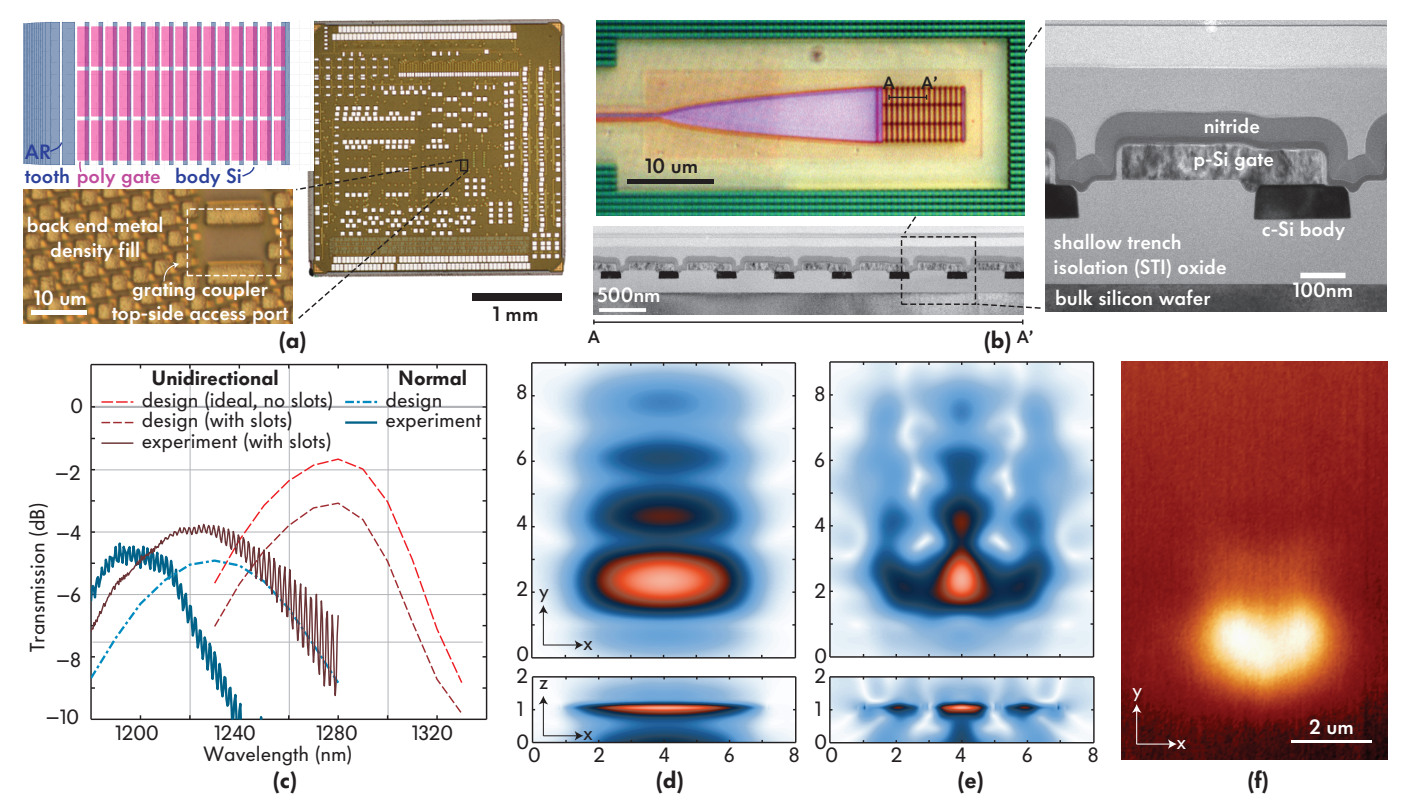 AR
tooth poly gate body Si
back end metal
density fill
grating coupler
top-side access port
10 um
1 mm
(a)
A A'
10 um
500nm
A A'
(b)
nitride
p-Si gate
c-Si body
shallow trench
isolation (STI) oxide
100nm
bulk silicon wafer
Unidirectional Normal
design (ideal, no slots) design
design (with slots) experiment
experiment (with slots)
Transmission (dB)
0
−2
−4
−6
−8
−10
1200 1240 1280 1320
Wavelength (nm)
(c)
8
6
4
2
0
y
x
2
1
0
z
x
0 2 4 6 8
(d)
8
6
4
2
0
2
1
0
0 2 4 6 8
(e)
y
x
2 um
(f)